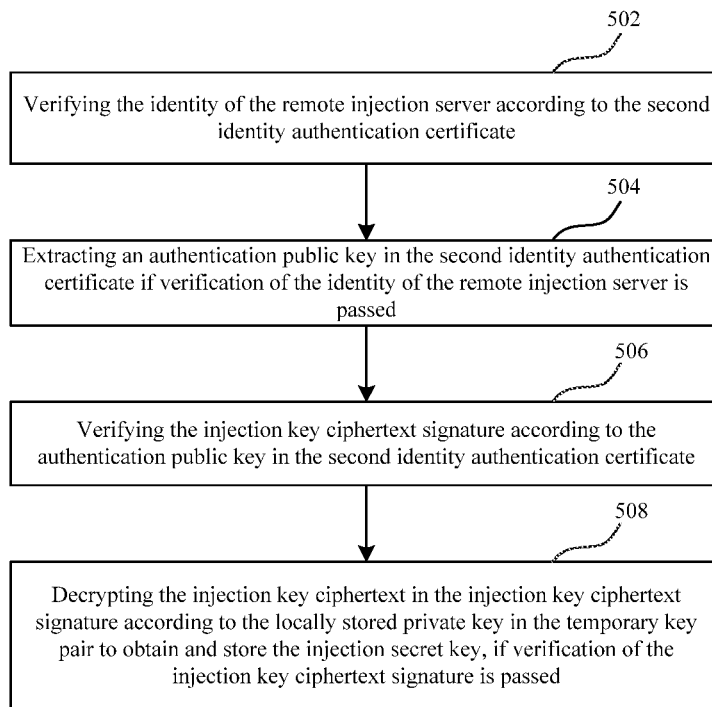 502
Verifying the identity of the remote injection server according to the second
identity authentication certificate
504
Extracting an authentication public key in the second identity authentication
certificate if verification of the identity of the remote injection server is
passed
506
Verifying the injection key ciphertext signature according to the
authentication public key in the second identity authentication certificate
508
Decrypting the injection key ciphertext in the injection key ciphertext
signature according to the locally stored private key in the temporary key
pair to obtain and store the injection secret key, if verification of the
injection key ciphertext signature is passed